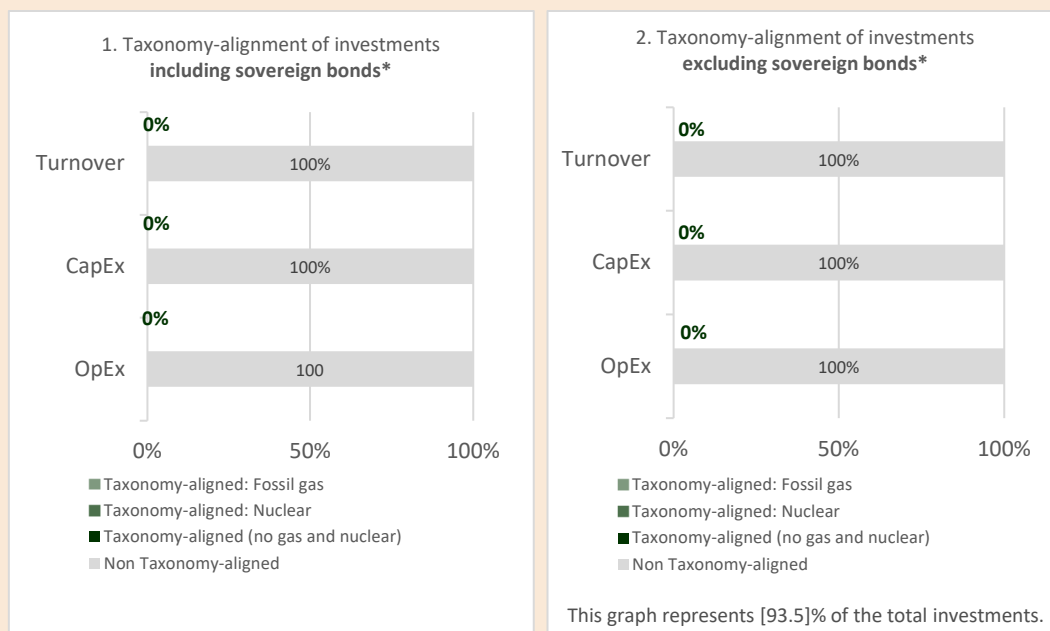 1. Taxonomy-alignment of investments
including sovereign bonds*
0%
Turnover
100%
0%
CapEx
100%
0%
OpEx
100
0% 50% 100%
Taxonomy-aligned: Fossil gas
Taxonomy-aligned: Nuclear
Taxonomy-aligned (no gas and nuclear)
Non Taxonomy-aligned
2. Taxonomy-alignment of investments
excluding sovereign bonds*
0%
Turnover
100%
0%
CapEx
100%
0%
OpEx
100%
0% 50% 100%
Taxonomy-aligned: Fossil gas
Taxonomy-aligned: Nuclear
Taxonomy-aligned (no gas and nuclear)
Non Taxonomy-aligned
This graph represents [93.5]% of the total investments.